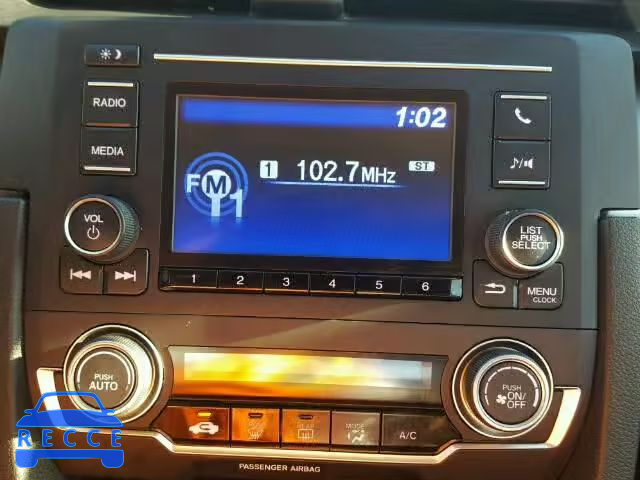 RADIO
MEDIA
VOL
1:02
FM1
1 102.7MHz ST
LIST
PUSH
SELECT
MENU
CLOCK
1 2 3 4 5 6
PUSH
AUTO
PUSH
ON/
OFF
REAR
MODE
A/C
PASSENGER AIRBAG
RECCE